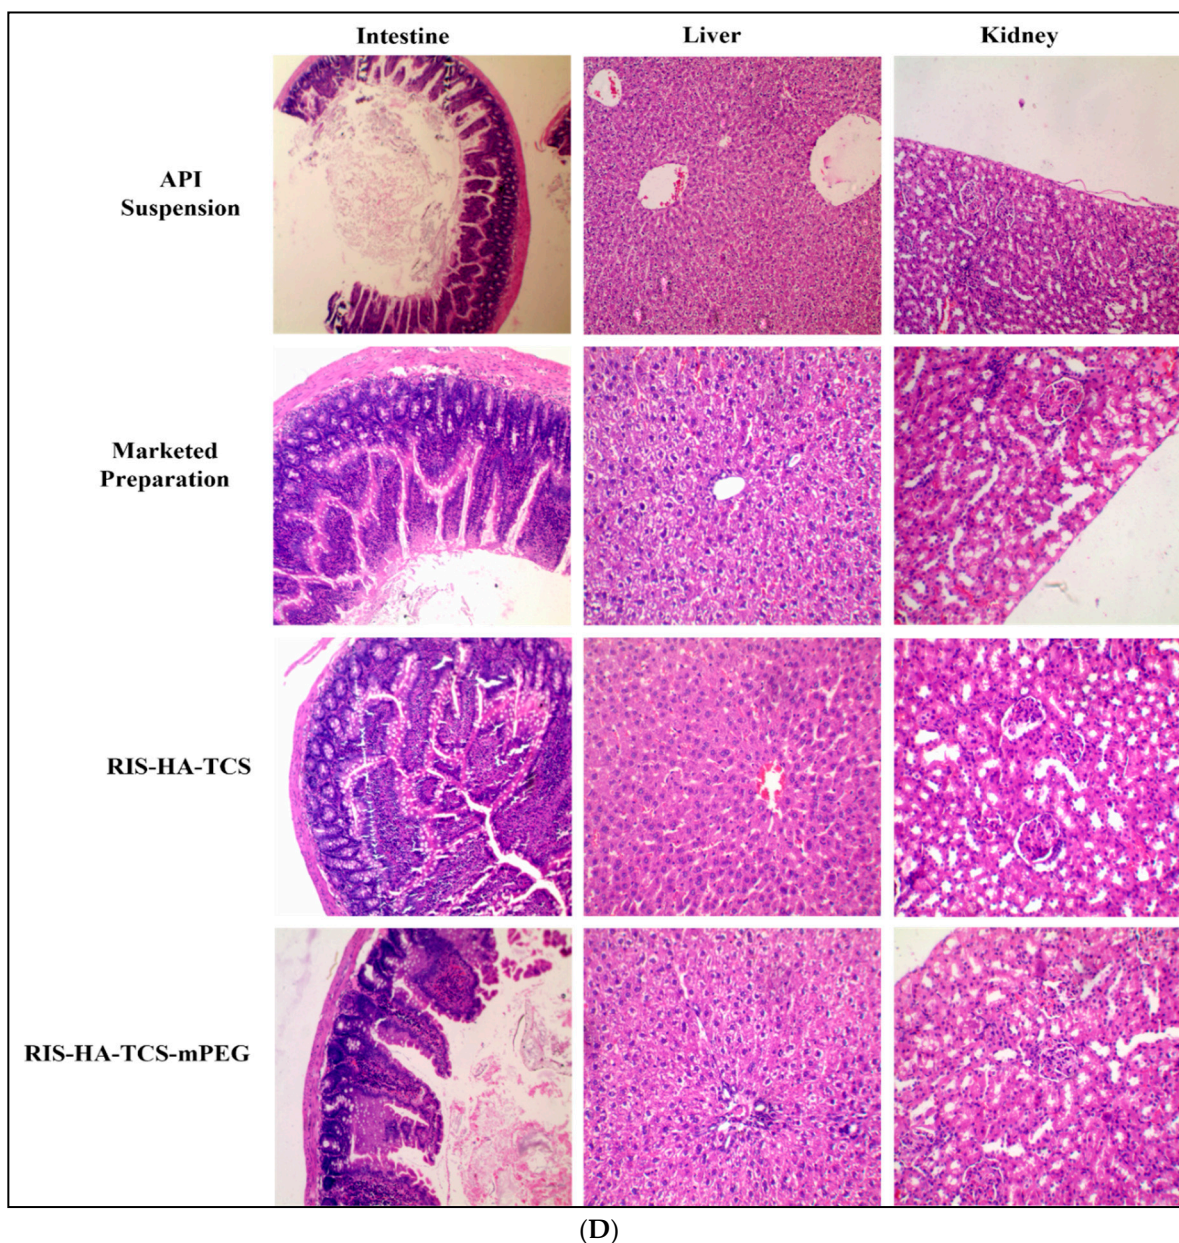 Intestine Liver Kidney
API
Suspension
Marketed
Preparation
RIS-HA-TCS
RIS-HA-TCS-mPEG
(D)